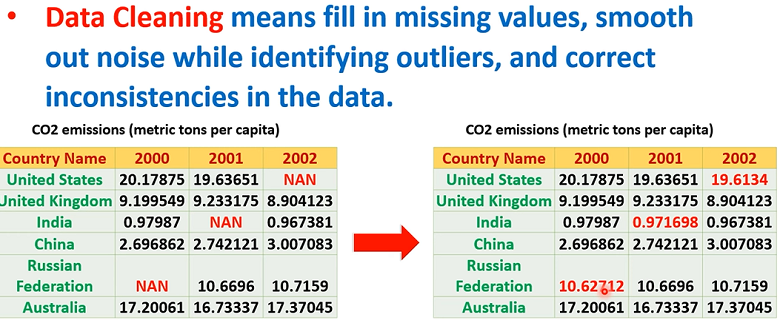 • Data Cleaning means fill in missing values, smooth
out noise while identifying outliers, and correct
inconsistencies in the data.
CO2 emissions (metric tons per capita)
Country Name 2000 2001 2002
United States 20.17875 19.63651 NAN
United Kingdom 9.199549 9.233175 8.904123
India 0.97987 NAN 0.967381
China 2.696862 2.742121 3.007083
Russian
Federation NAN 10.6696 10.7159
Australia 17.20061 16.73337 17.37045
CO2 emissions (metric tons per capita)
Country Name 2000 2001 2002
United States 20.17875 19.63651 19.6134
United Kingdom 9.199549 9.233175 8.904123
India 0.97987 0.971698 0.967381
China 2.696862 2.742121 3.007083
Russian
Federation 10.62712 10.6696 10.7159
Australia 17.20061 16.73337 17.37045